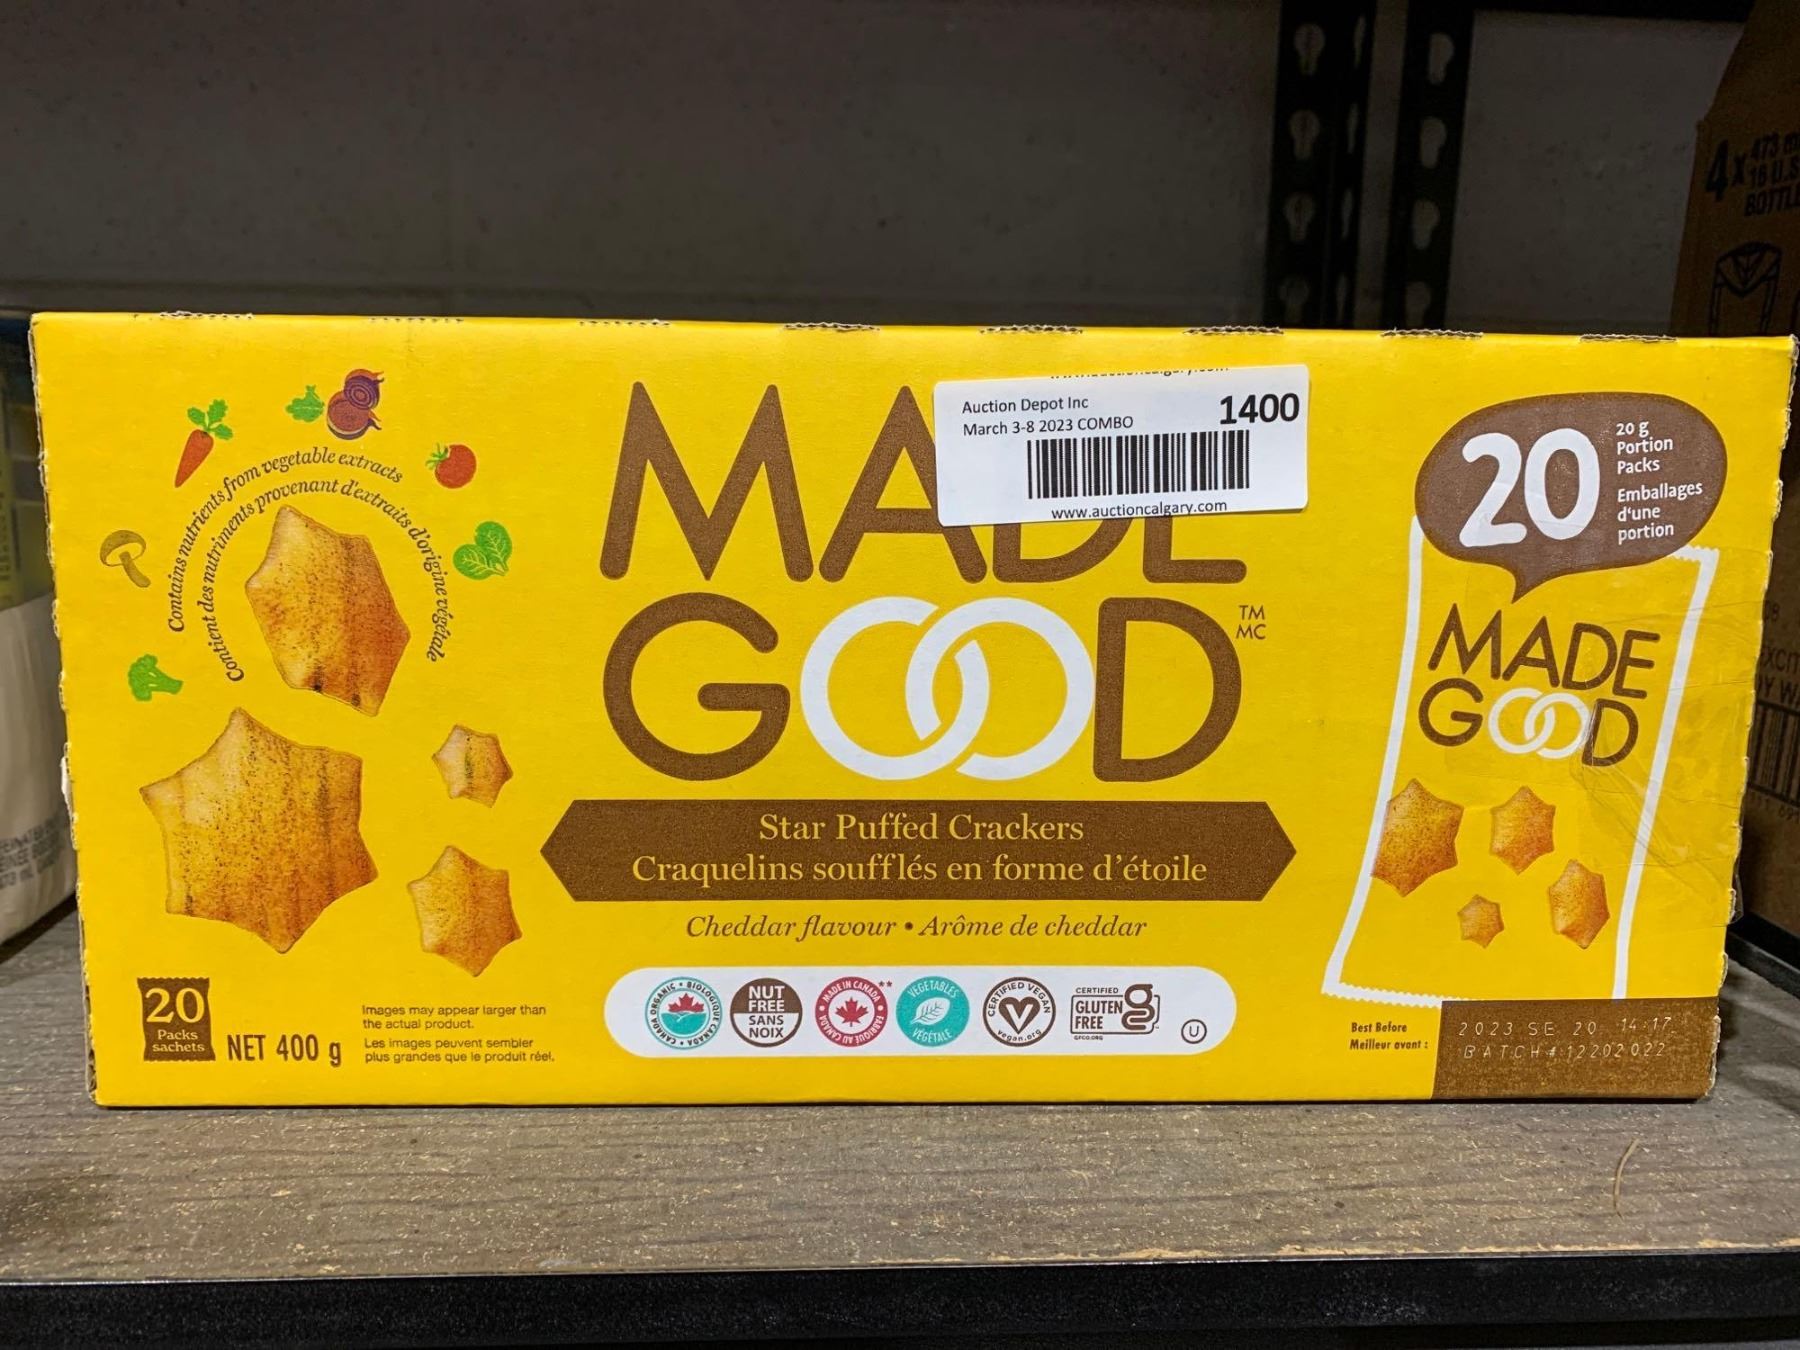 4x 473
16 U.S
Auction Depot Inc
March 3-8 2023 COMBO
1400
www.auctioncalgary.com
Contains nutrients from vegetable extracts
Contient des nutriments provenant d'extraits d'origine végétale
MADE
GOOD
TM
MC
Star Puffed Crackers
Craquelins soufflés en forme d'étoile
Cheddar flavour • Arôme de cheddar
20
20 g
Portion
Packs
Emballages
d'une
portion
MADE
GOOD
20
Packs
sachets
NET 400 g
Images may appear larger than
the actual product.
Les images peuvent sembler
plus grandes que le produit réel.
CANADA ORGANIC • BIOLOGIQUE CANADA
NUT
FREE
SANS
NOIX
MADE IN CANADA
FABRIQUÉ AU CANADA
**
VEGETABLES
VÉGÉTALE
CERTIFIED VEGAN
vegan.org
CERTIFIED
GLUTEN
FREE
GFCO.ORG
U
Best Before
Meilleur avant :
2023 SE 20 14:17
BATCH# 12202022